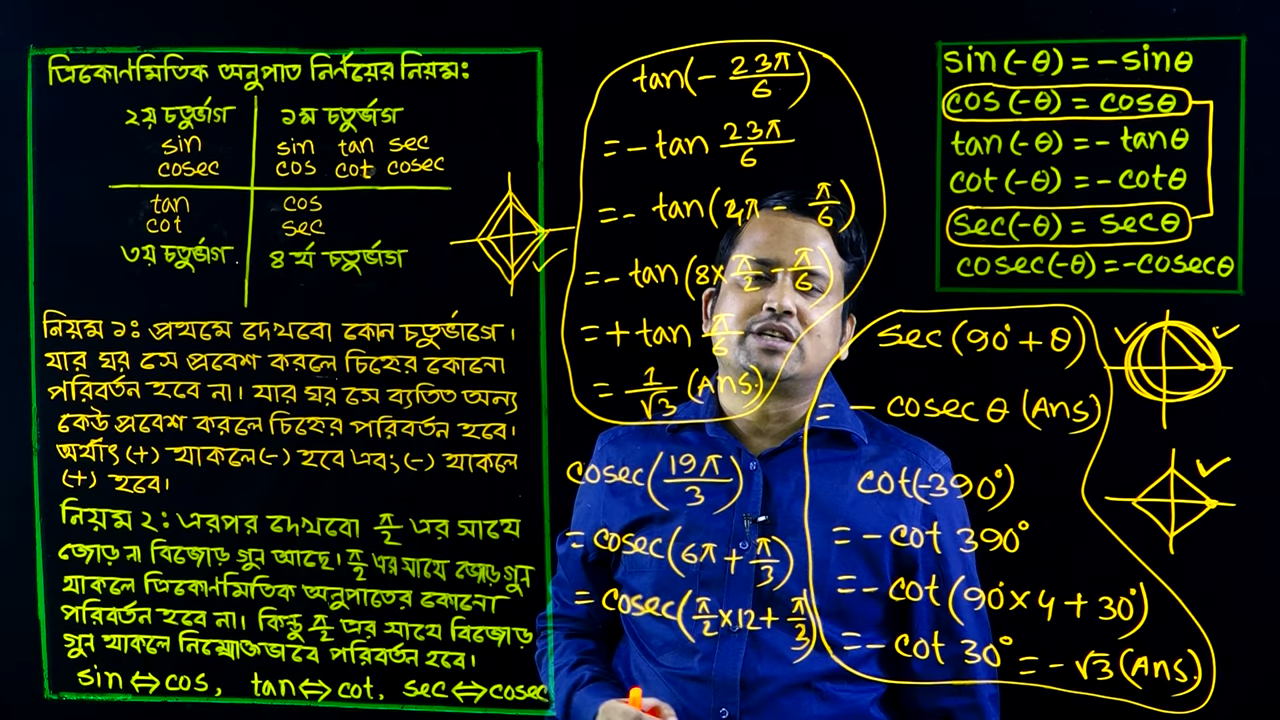 ত্রিকোণমিতিক অনুপাত নির্ণয়ের নিয়মঃ
২য় চতুর্ভাগ
sin
cosec
১ম চতুর্ভাগ
sin tan sec
cos cot cosec
tan
cot
৩য় চতুর্ভাগ
cos
sec
৪র্থ চতুর্ভাগ
নিয়ম ১: প্রথমে দেখবো কোন চতুর্ভাগে।
যার ঘর সে প্রবেশ করলে চিহ্নের কোনো
পরিবর্তন হবে না। যার ঘর সে ব্যতিত অন্য
কেউ প্রবেশ করলে চিহ্নের পরিবর্তন হবে।
অর্থাৎ (+) থাকলে (-) হবে এবং (-) থাকলে
(+) হবে।
নিয়ম ২: এরপর দেখবো π/2 এর সাথে
জোড় না বিজোড় গুন আছে। π/2 এর সাথে জোড় গুন
থাকলে ত্রিকোণমিতিক অনুপাতের কোনো
পরিবর্তন হবে না। কিন্তু π/2 এর সাথে বিজোড়
গুন থাকলে নিম্নোক্তভাবে পরিবর্তন হবে।
sin⇔cos, tan⇔cot, sec⇔cosec
tan(-23π/6)
= -tan 23π/6
= - tan(4π - π/6)
= -tan(8×π/2 - π/6)
= + tan π/6
= 1/√3 (Ans.)
cosec(19π/3)
= cosec(6π + π/3)
= cosec(π/2 × 12 + π/3)
sin(-θ) = -sinθ
cos(-θ) = cosθ
tan(-θ) = -tanθ
cot(-θ) = -cotθ
sec(-θ) = secθ
cosec(-θ) = -cosecθ
sec(90° + θ)
= - cosec θ (Ans)
cot(-390°)
= -cot 390°
= -cot(90°×4 + 30°)
= -cot 30° = -√3 (Ans)